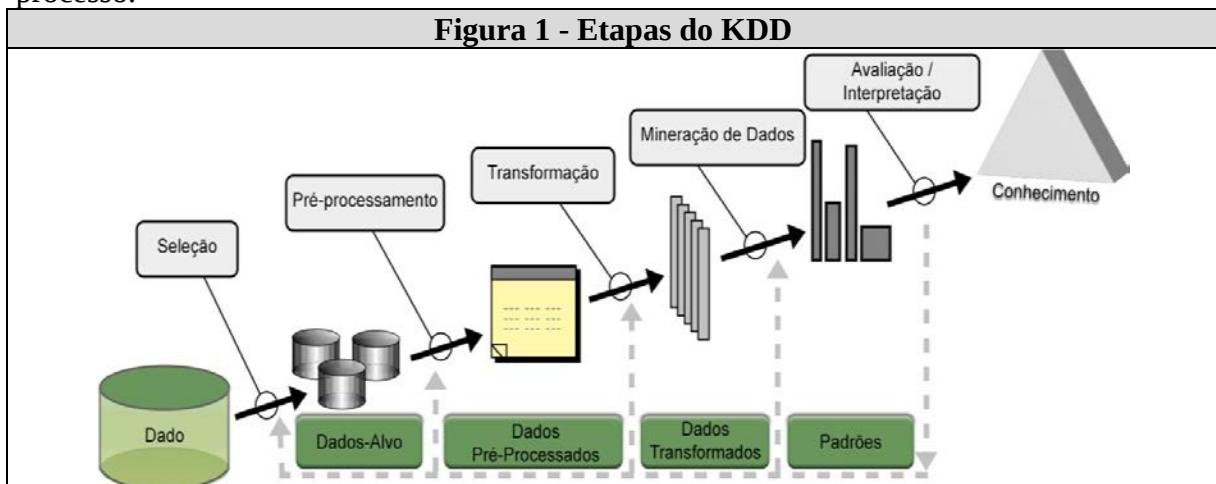 processo.
Figura 1 - Etapas do KDD
Avaliação /
Interpretação
Mineração de Dados
Transformação
Pré-processamento
Seleção
Conhecimento
Dado
Dados-Alvo
Dados
Pré-Processados
Dados
Transformados
Padrões